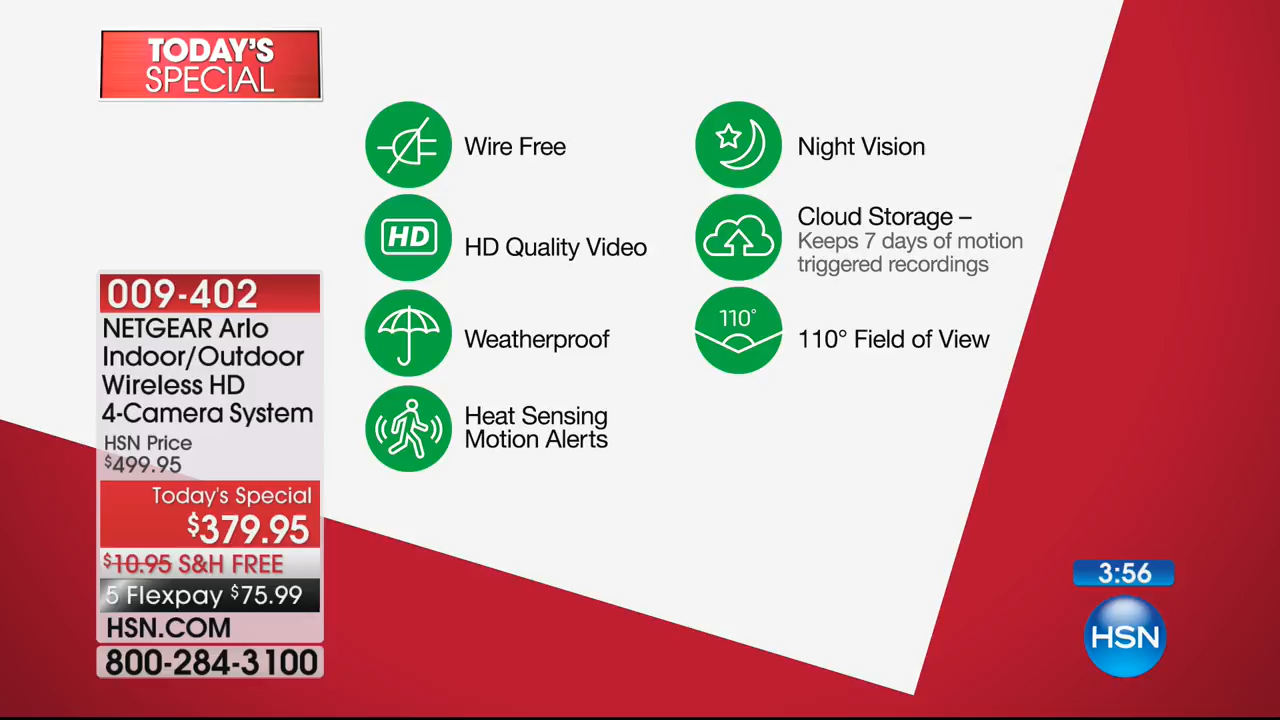 TODAY'S
SPECIAL
Wire Free
Night Vision
HD
HD Quality Video
Cloud Storage –
Keeps 7 days of motion
triggered recordings
Weatherproof
110°
110° Field of View
Heat Sensing
Motion Alerts
009-402
NETGEAR Arlo
Indoor/Outdoor
Wireless HD
4-Camera System
HSN Price
$499.95
Today's Special
$379.95
$10.95 S&H FREE
5 Flexpay $75.99
HSN.COM
800-284-3100
3:56
HSN